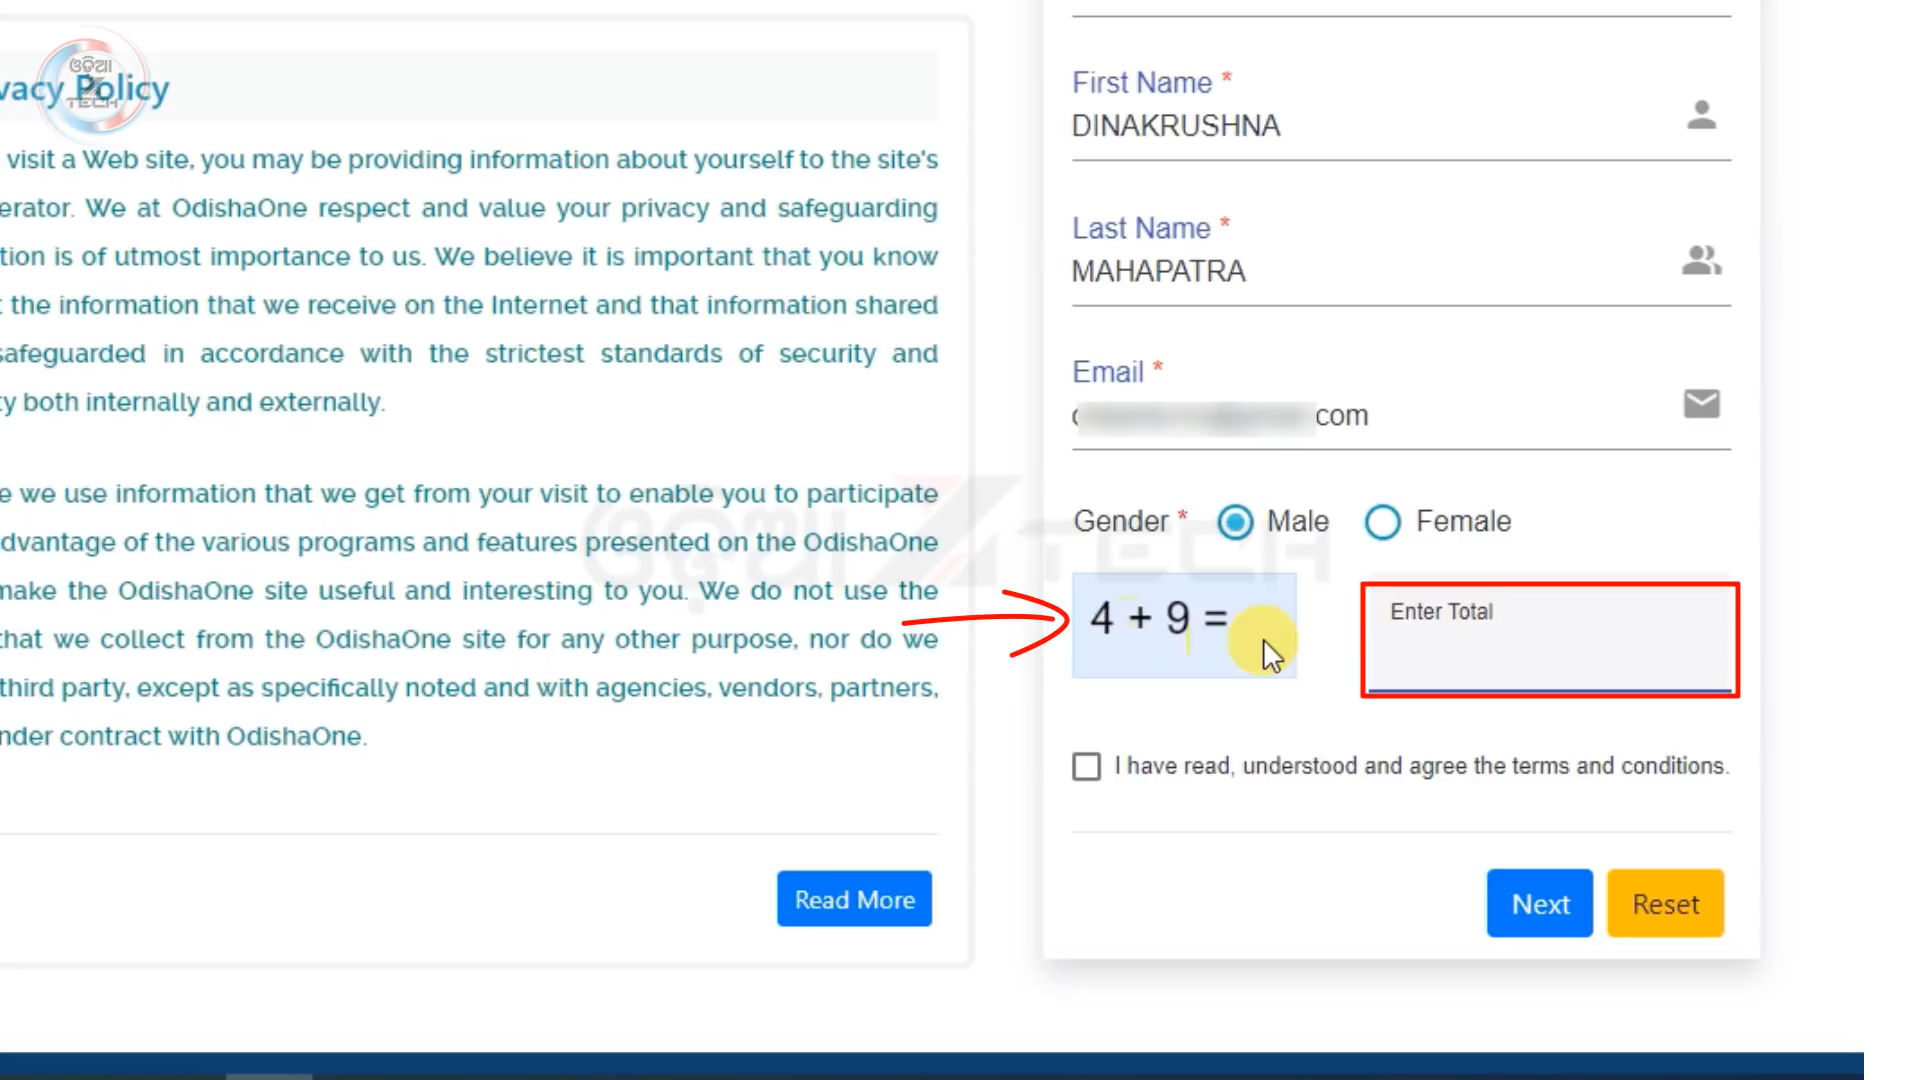 ଓଡ଼ିଆ
TECH
vacy Policy
visit a Web site, you may be providing information about yourself to the site's
erator. We at OdishaOne respect and value your privacy and safeguarding
tion is of utmost importance to us. We believe it is important that you know
t the information that we receive on the Internet and that information shared
safeguarded in accordance with the strictest standards of security and
ty both internally and externally.
e we use information that we get from your visit to enable you to participate
dvantage of the various programs and features presented on the OdishaOne
make the OdishaOne site useful and interesting to you. We do not use the
that we collect from the OdishaOne site for any other purpose, nor do we
third party, except as specifically noted and with agencies, vendors, partners,
nder contract with OdishaOne.
Read More
First Name *
DINAKRUSHNA
Last Name *
MAHAPATRA
Email *
com
Gender * Male Female
ଓଡ଼ିଆ TECH
4 + 9 =
Enter Total
I have read, understood and agree the terms and conditions.
Next Reset